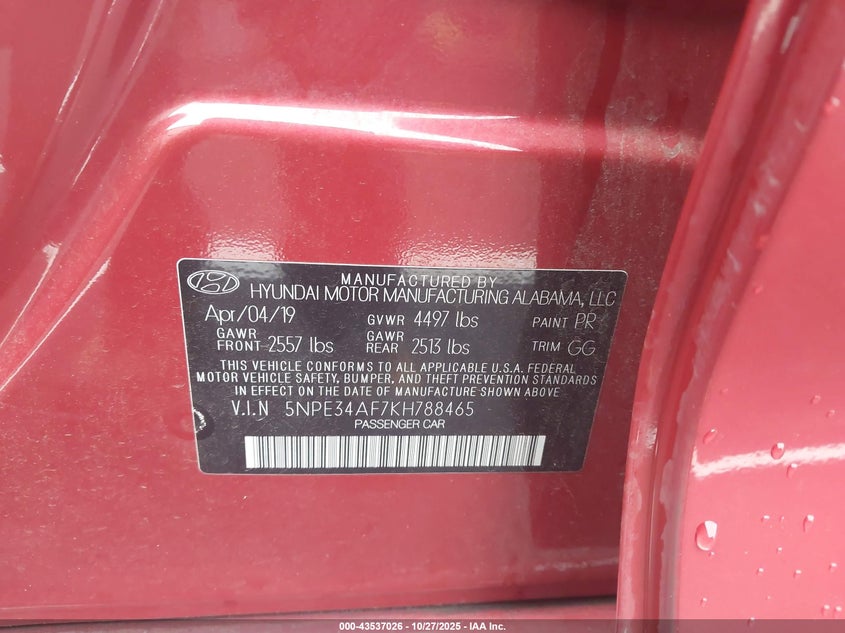 MANUFACTURED BY
HYUNDAI MOTOR MANUFACTURING ALABAMA, LLC
Apr/04/19 GVWR 4497 lbs PAINT PR
GAWR FRONT 2557 lbs GAWR REAR 2513 lbs TRIM GG
THIS VEHICLE CONFORMS TO ALL APPLICABLE U.S.A. FEDERAL
MOTOR VEHICLE SAFETY, BUMPER, AND THEFT PREVENTION STANDARDS
IN EFFECT ON THE DATE OF MANUFACTURE SHOWN ABOVE
V.I.N 5NPE34AF7KH788465
PASSENGER CAR
000-43537026 - 10/27/2025 - IAA Inc.